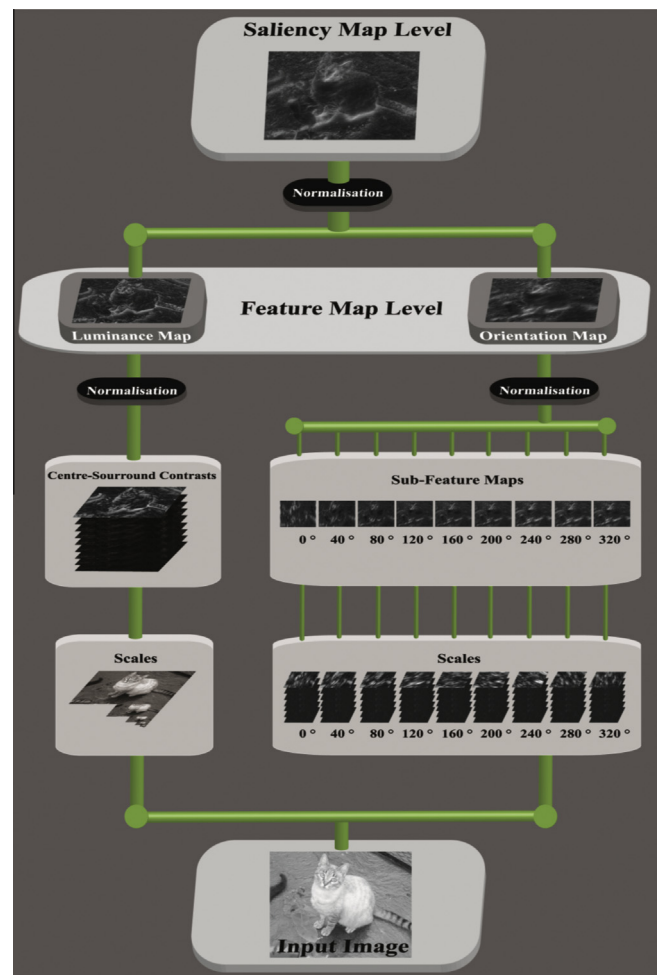 Saliency Map Level
Normalisation
Feature Map Level
Luminance Map
Orientation Map
Normalisation
Normalisation
Centre-Sourround Contrasts
Sub-Feature Maps
0 ° 40 ° 80 ° 120 ° 160 ° 200 ° 240 ° 280 ° 320 °
Scales
Scales
0 ° 40 ° 80 ° 120 ° 160 ° 200 ° 240 ° 280 ° 320 °
Input Image